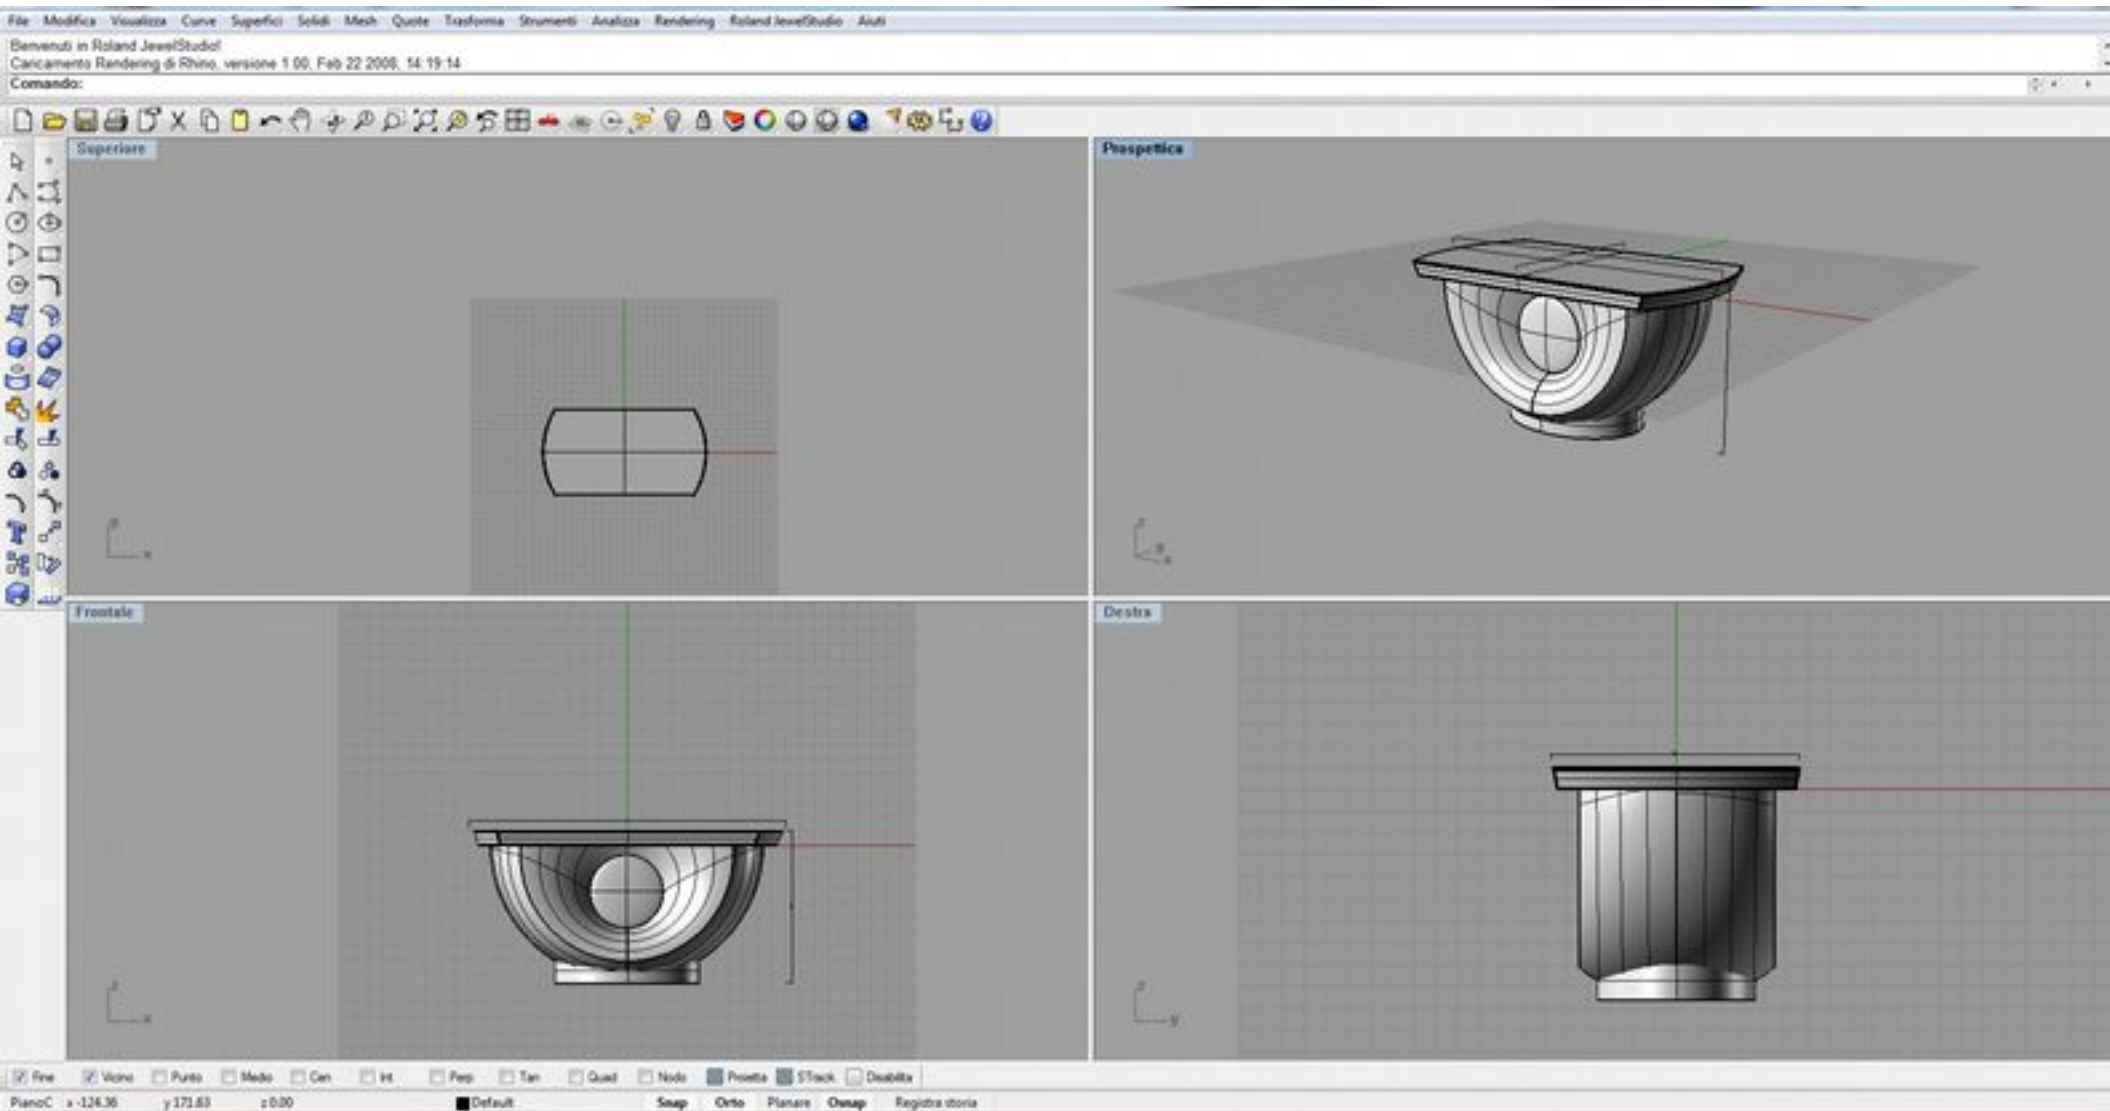 File Modifica Visualizza Curve Superfici Solidi Mesh Quote Trasforma Strumenti Analizza Rendering Roland JewelStudio Aiuti
Benvenuti in Roland JewelStudio!
Caricamento Rendering di Rhino, versione 1.00, Feb 22 2008, 14:19:14
Comando:
Superiore
Prospettica
y
x
z
y
x
Frontale
Destra
z
x
z
y
Fine Vicino Punto Medio Cen Int Perp Tan Quad Nodo Proietta STrack Disabilita
PianoC x -124.36 y 171.63 z 0.00 Default Snap Orto Planare Osnap Registra storia